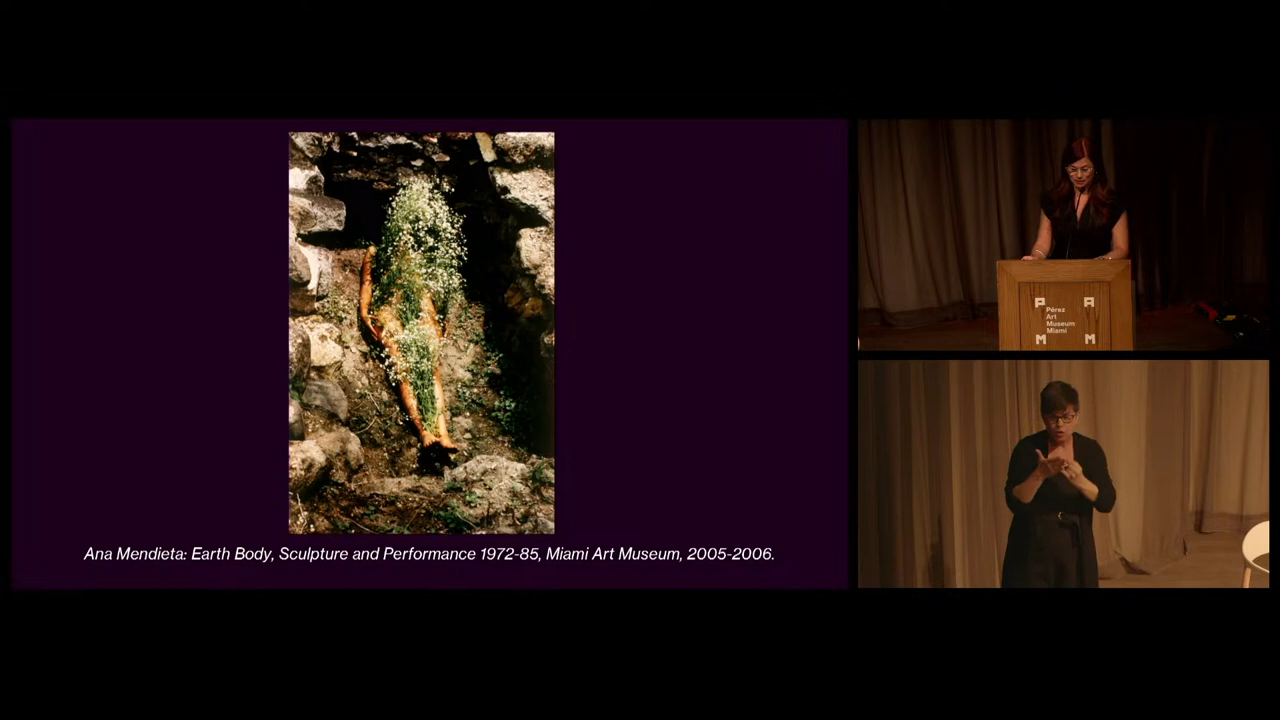 Ana Mendieta: Earth Body, Sculpture and Performance 1972-85, Miami Art Museum, 2005-2006.
P A
Pérez
Art
Museum
Miami
M M